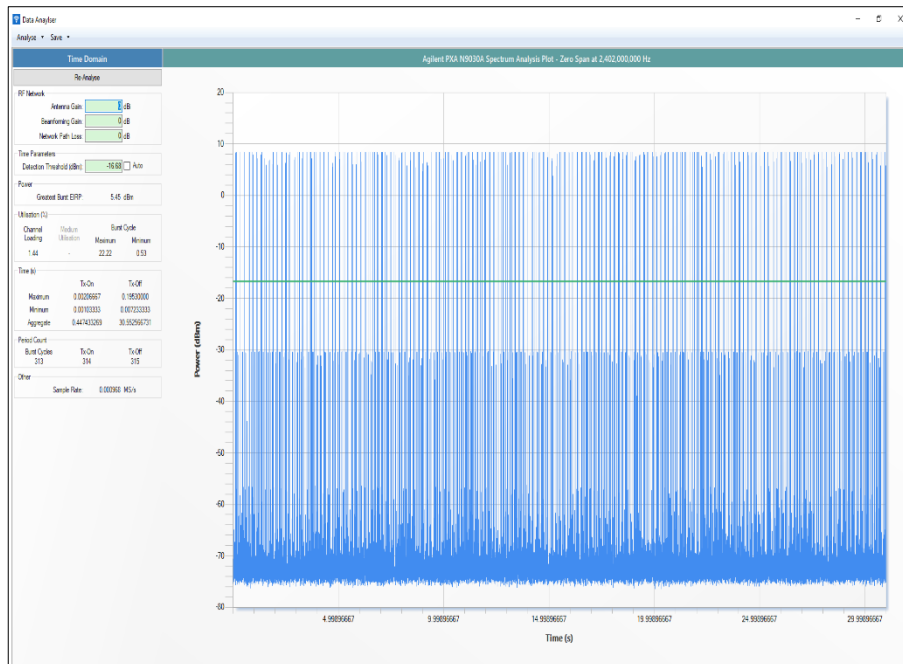 Data Anaylser
Analyse Save
Time Domain
Agilent PXA N9030A Spectrum Analysis Plot - Zero Span at 2,402,000,000 Hz
Re-Analyse
RF Network
Antenna Gain: dB
Beamforming Gain: 0 dB
Network Path Loss: 0 dB
Time Parameters
Detection Threshold (dBm): -16.68 Auto
Power
Greatest Burst EIRP: 5.45 dBm
Utilisation (%)
Channel Loading Medium Utilisation Burst Cycle
Maximum Minimum
1.44 - 22.22 0.53
Time (s)
Tx-On Tx-Off
Maximum 0.00206667 0.19530000
Minimum 0.00103333 0.007233333
Aggregate 0.447433269 30.552566731
Period Count
Burst Cycles Tx-On Tx-Off
313 314 315
Other
Sample Rate: 0.000968 MS/s
Power (dBm)
20
10
0
-10
-20
-30
-40
-50
-60
-70
-80
4.99896667 9.99896667 14.99896667 19.99896667 24.99896667 29.99896667
Time (s)